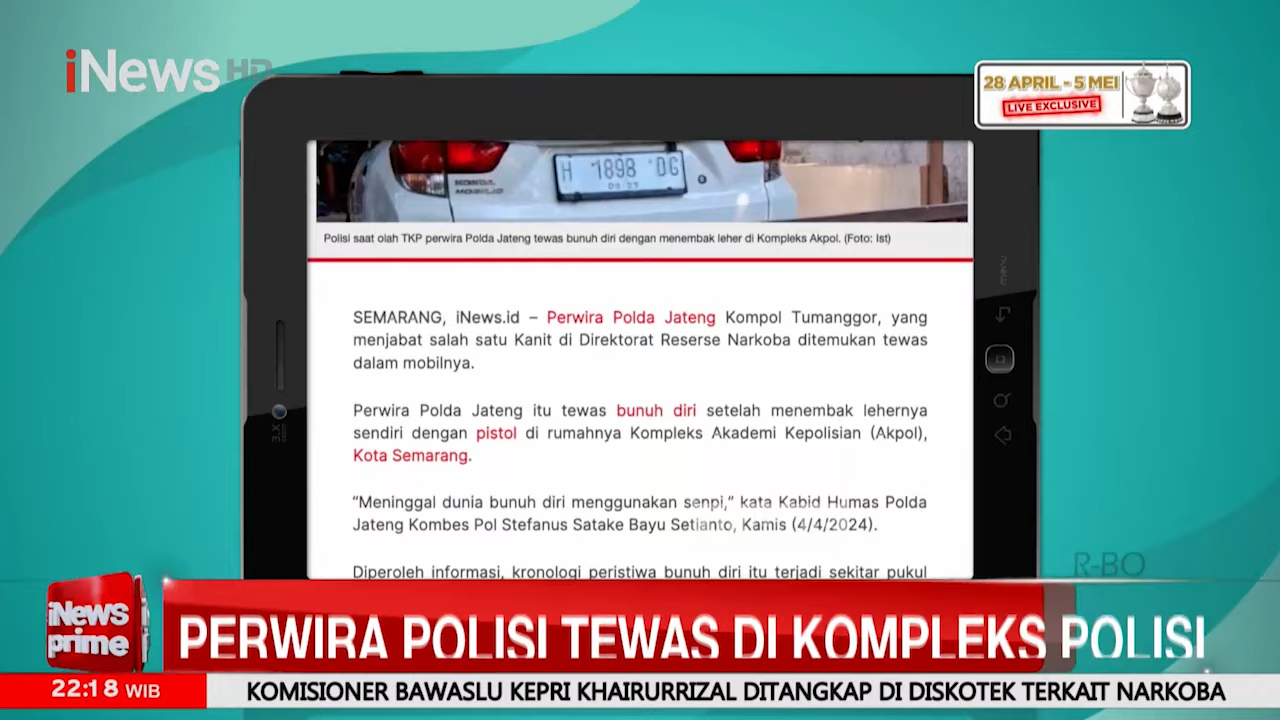 iNews HD
28 APRIL - 5 MEI
LIVE EXCLUSIVE
H 1898 DG
Polisi saat olah TKP perwira Polda Jateng tewas bunuh diri dengan menembak leher di Kompleks Akpol. (Foto: Ist)
SEMARANG, iNews.id – Perwira Polda Jateng Kompol Tumanggor, yang
menjabat salah satu Kanit di Direktorat Reserse Narkoba ditemukan tewas
dalam mobilnya.
Perwira Polda Jateng itu tewas bunuh diri setelah menembak lehernya
sendiri dengan pistol di rumahnya Kompleks Akademi Kepolisian (Akpol),
Kota Semarang.
“Meninggal dunia bunuh diri menggunakan senpi,” kata Kabid Humas Polda
Jateng Kombes Pol Stefanus Satake Bayu Setianto, Kamis (4/4/2024).
Diperoleh informasi, kronologi peristiwa bunuh diri itu terjadi sekitar pukul
menu
R-BO
iNews
prime
PERWIRA POLISI TEWAS DI KOMPLEKS POLISI
22:18 WIB
KOMISIONER BAWASLU KEPRI KHAIRURRIZAL DITANGKAP DI DISKOTEK TERKAIT NARKOBA